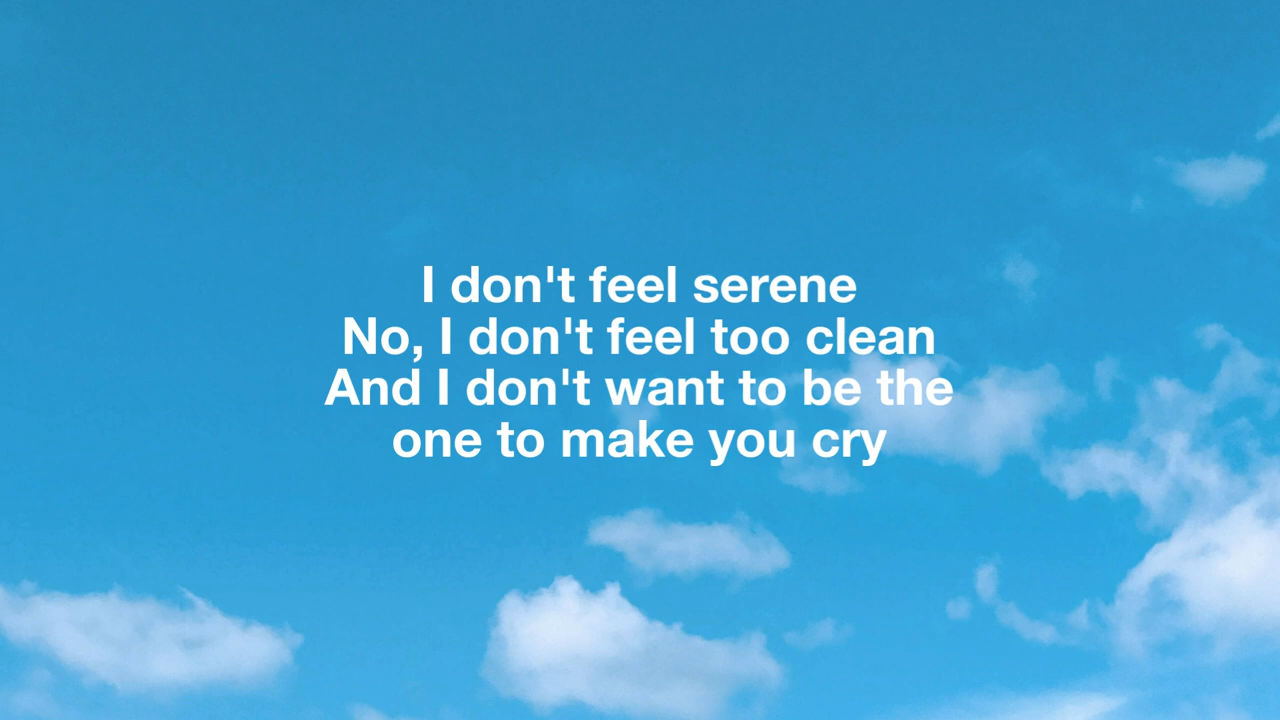 I don't feel serene
No, I don't feel too clean
And I don't want to be the
one to make you cry